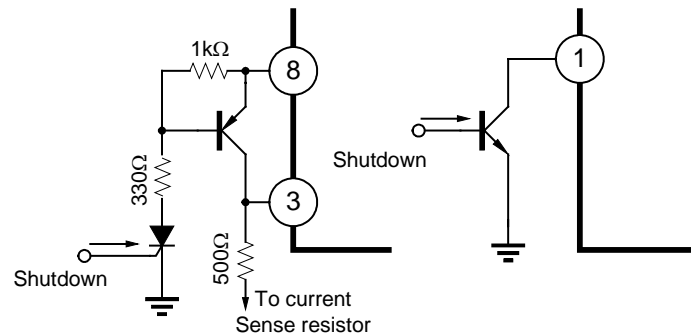 1kΩ
8
1
330Ω
Shutdown
3
500Ω
Shutdown
To current
Sense resistor